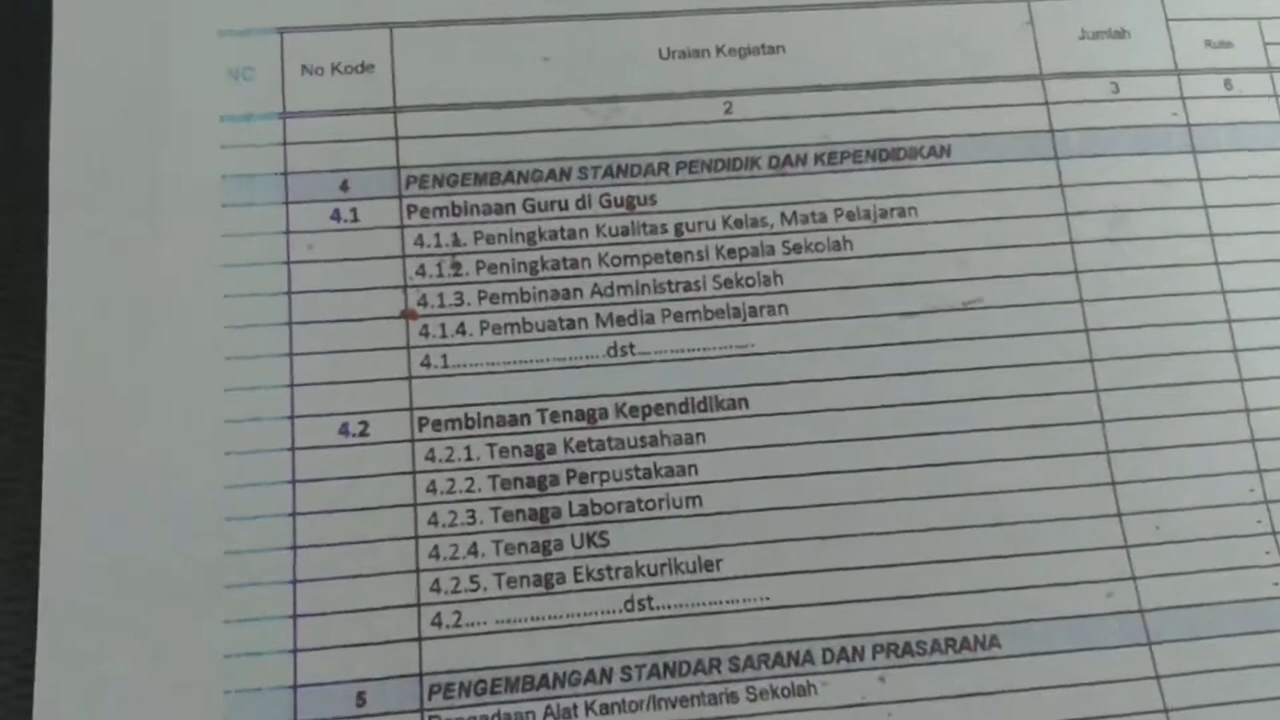 NO No Kode Uraian Kegiatan Jumlah Rutin
2 3 6
4 PENGEMBANGAN STANDAR PENDIDIK DAN KEPENDIDIKAN
4.1 Pembinaan Guru di Gugus
4.1.1. Peningkatan Kualitas guru Kelas, Mata Pelajaran
4.1.2. Peningkatan Kompetensi Kepala Sekolah
4.1.3. Pembinaan Administrasi Sekolah
4.1.4. Pembuatan Media Pembelajaran
4.1............................dst.....................
4.2 Pembinaan Tenaga Kependidikan
4.2.1. Tenaga Ketatausahaan
4.2.2. Tenaga Perpustakaan
4.2.3. Tenaga Laboratorium
4.2.4. Tenaga UKS
4.2.5. Tenaga Ekstrakurikuler
4.2.... ......................dst....................
5 PENGEMBANGAN STANDAR SARANA DAN PRASARANA
Pengadaan Alat Kantor/Inventaris Sekolah